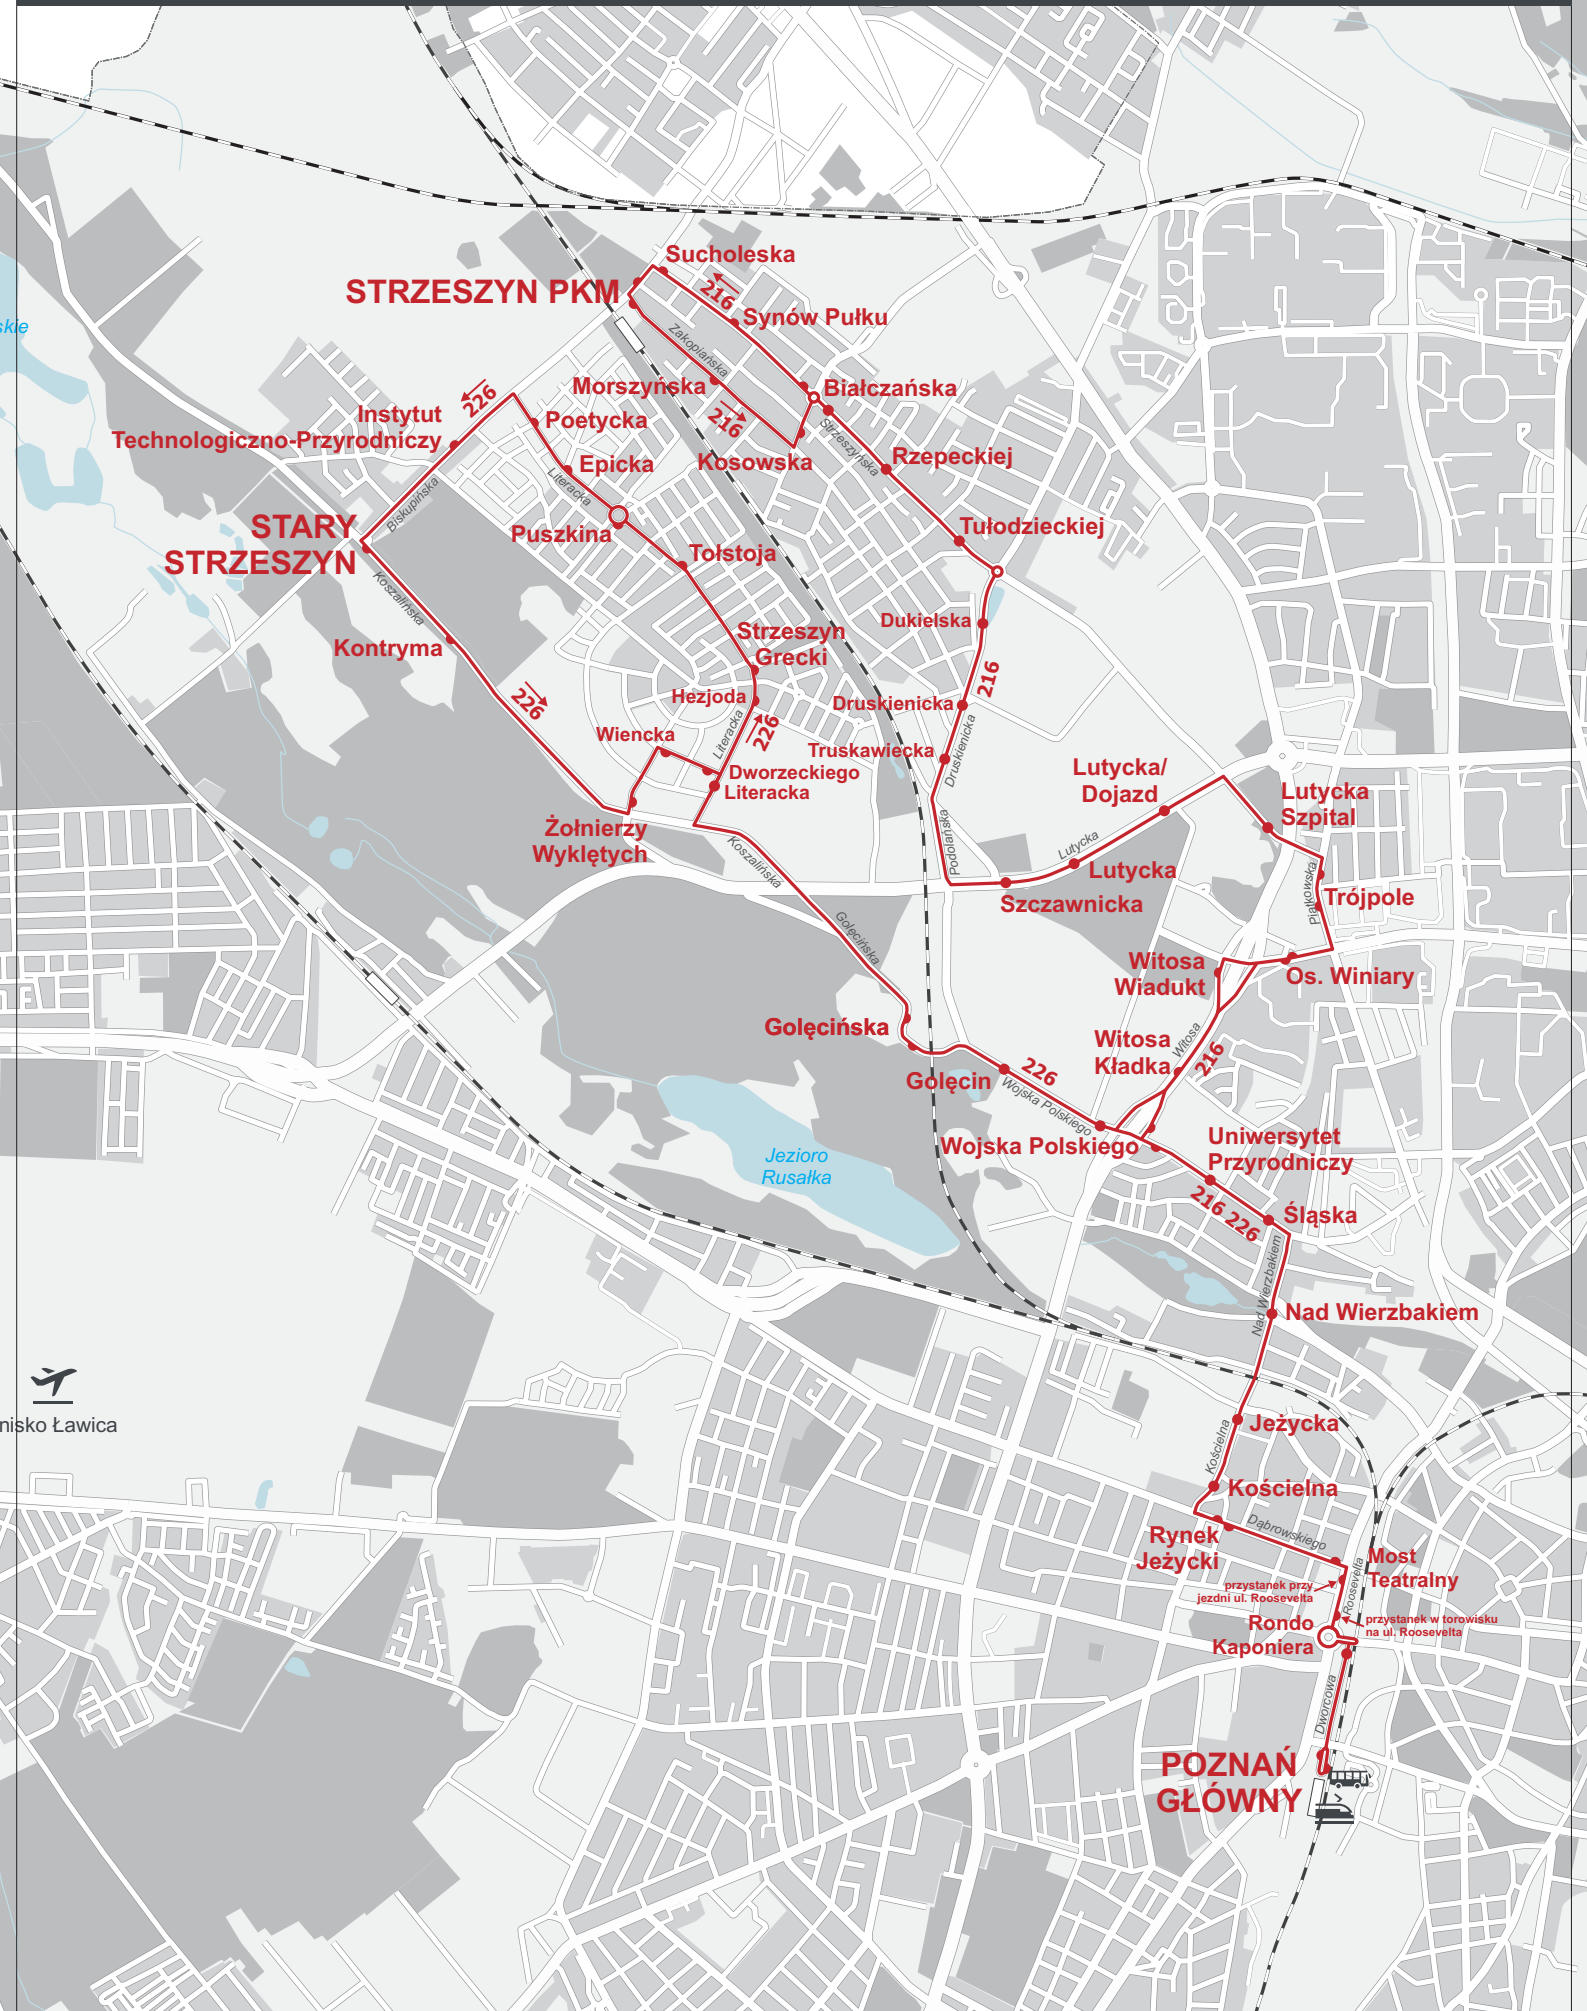 Sucholeska
STRZESZYN PKM
216
Synów Pułku
skie
Zakopiańska
Morszyńska
Białczańska
226
Instytut
Technologiczno-Przyrodniczy
Poetycka
216
Strzeszyńska
Kosowska
Rzepeckiej
Epicka
Literacka
Biskupińska
STARY
STRZESZYN
Puszkina
Tułodzieckiej
Tołstoja
Koszalińska
Kontryma
Dukielska
Strzeszyn
Grecki
216
Hezjoda
Druskienicka
226
Literacka
226
Wiencka
Truskawiecka
Druskienicka
Dworzeckiego
Literacka
Lutycka/
Dojazd
Lutycka
Szpital
Żołnierzy
Wyklętych
Koszalińska
Podolańska
Lutycka
Lutycka
Szczawnicka
Piątkowska
Trójpole
Golęcińska
Witosa
Wiadukt
Os. Winiary
Golęcińska
Witosa
Kładka
Witosa
216
Golęcin
226
Wojska Polskiego
Wojska Polskiego
Uniwersytet
Przyrodniczy
Jezioro
Rusałka
216 226
Śląska
Nad Wierzbakiem
Nad Wierzbakiem
nisko Ławica
Jeżycka
Kościelna
Kościelna
Dąbrowskiego
Rynek
Jeżycki
Most
Teatralny
przystanek przy
jezdni ul. Roosevelta
Roosevelta
przystanek w torowisku
na ul. Roosevelta
Rondo
Kaponiera
Dworcowa
POZNAŃ
GŁÓWNY